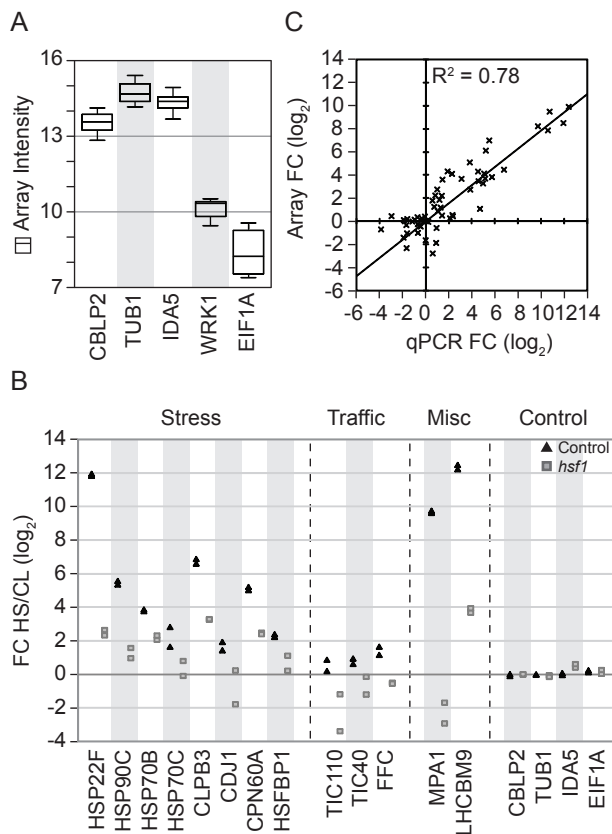 A
16
13
10
7
Array Intensity
CBLP2
TUB1
IDA5
WRK1
EIF1A
C
R² = 0.78
14
12
10
8
6
4
2
0
-2
-4
-6
Array FC (log₂)
-6 -4 -2 0 2 4 6 8 10 12 14
qPCR FC (log₂)
B
Stress Traffic Misc Control
Control
hsf1
14
12
10
8
6
4
2
0
-2
-4
FC HS/CL (log₂)
HSP22F
HSP90C
HSP70B
HSP70C
CLPB3
CDJ1
CPN60A
HSFBP1
TIC110
TIC40
FFC
MPA1
LHCBM9
CBLP2
TUB1
IDA5
EIF1A